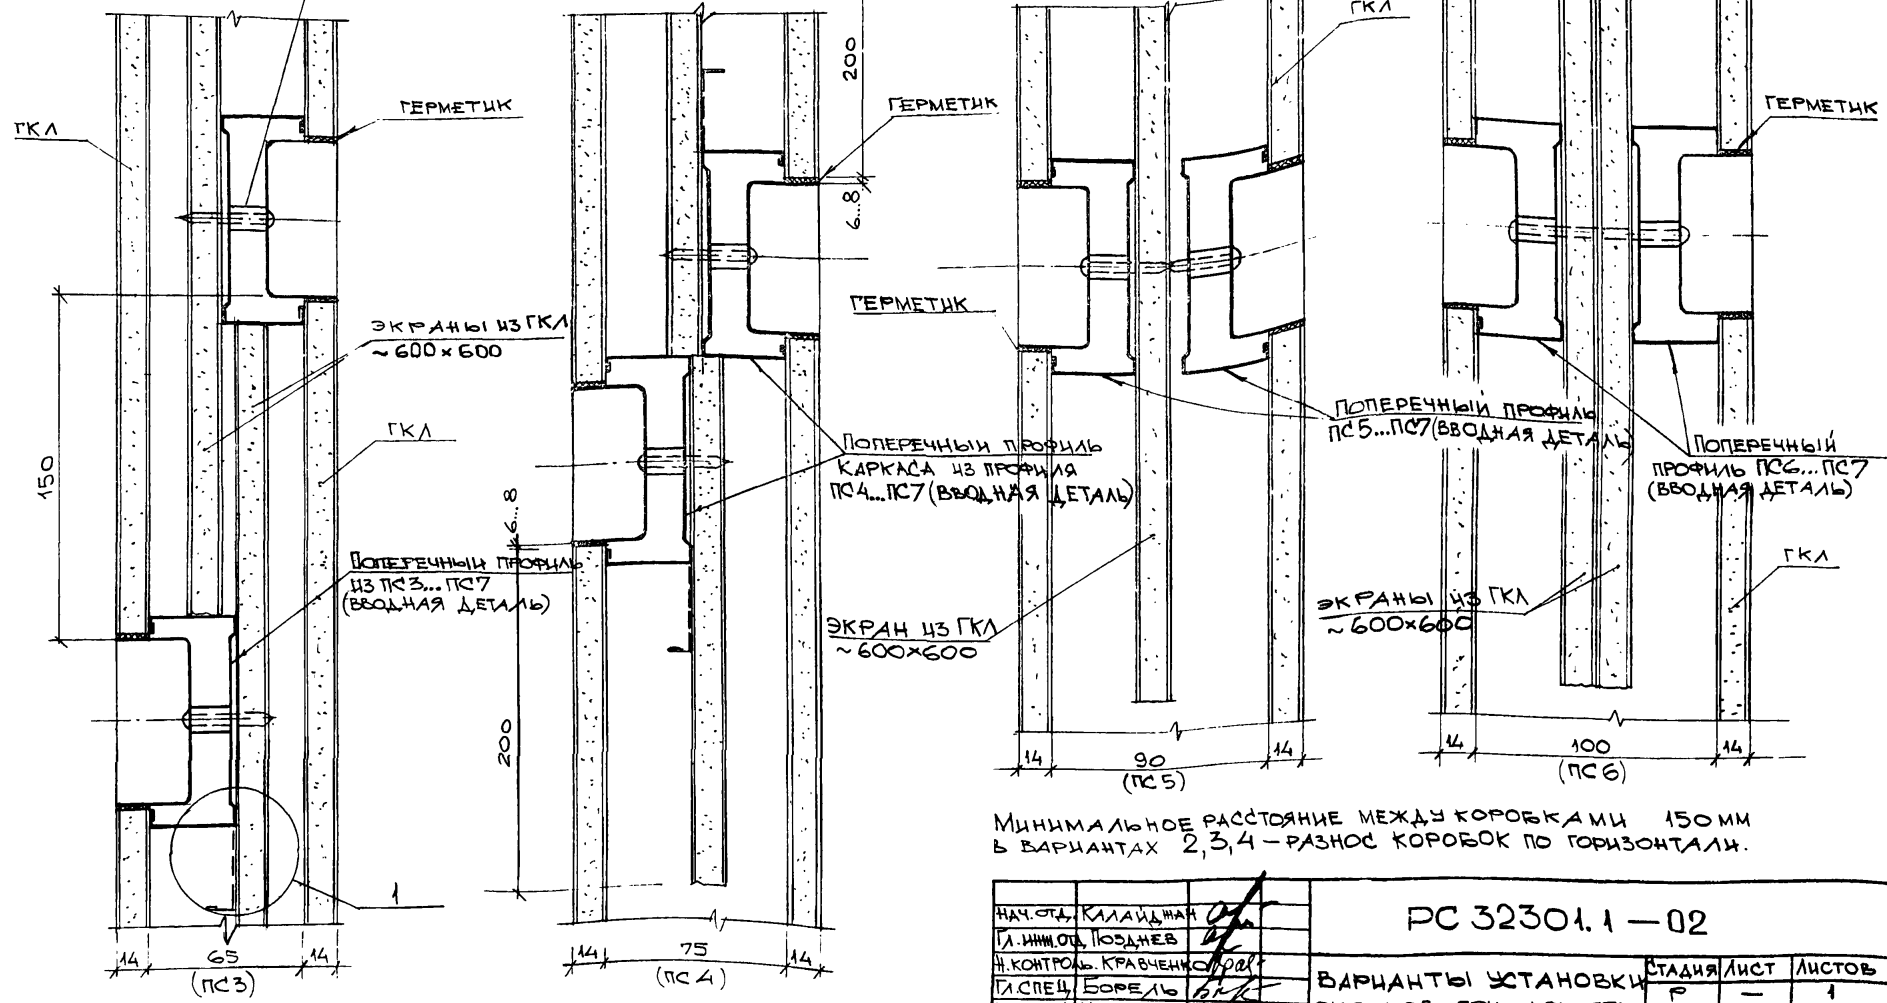 ГКЛ
ГЕРМЕТИК
ЭКРАНЫ ИЗ ГКЛ
~ 600×600
ГКЛ
150
ПОПЕРЕЧНЫЙ ПРОФИЛЬ
ИЗ ПС3...ПС7
(ВВОДНАЯ ДЕТАЛЬ)
1
14
65
14
(ПС3)
200
ГЕРМЕТИК
6...8
ПОПЕРЕЧНЫЙ ПРОФИЛЬ
КАРКАСА ИЗ ПРОФИЛЯ
ПС4...ПС7 (ВВОДНАЯ ДЕТАЛЬ)
6...8
200
14
75
14
(ПС4)
ГКЛ
ГЕРМЕТИК
ПОПЕРЕЧНЫЙ ПРОФИЛЬ
ПС5...ПС7 (ВВОДНАЯ ДЕТАЛЬ)
ЭКРАН ИЗ ГКЛ
~ 600×600
14
90
14
(ПС5)
ГЕРМЕТИК
ПОПЕРЕЧНЫЙ
ПРОФИЛЬ ПС6...ПС7
(ВВОДНАЯ ДЕТАЛЬ)
ГКЛ
ЭКРАНЫ ИЗ ГКЛ
~ 600×600
14
100
14
(ПС6)
МИНИМАЛЬНОЕ РАССТОЯНИЕ МЕЖДУ КОРОБКАМИ 150 ММ
В ВАРИАНТАХ 2,3,4 – РАЗНОС КОРОБОК ПО ГОРИЗОНТАЛИ.
НАЧ. ОТД. КАЛАЙДЖАН
ГЛ. ИНЖ. ОТД. ПОЗДНЕВ
Н. КОНТРОЛЬ. КРАВЧЕНКО
ГЛ. СПЕЦ. БОРЕЛЬ
РС 32301.1 — 02
ВАРИАНТЫ УСТАНОВКИ
СТАДИЯ ЛИСТ ЛИСТОВ
Р — 1